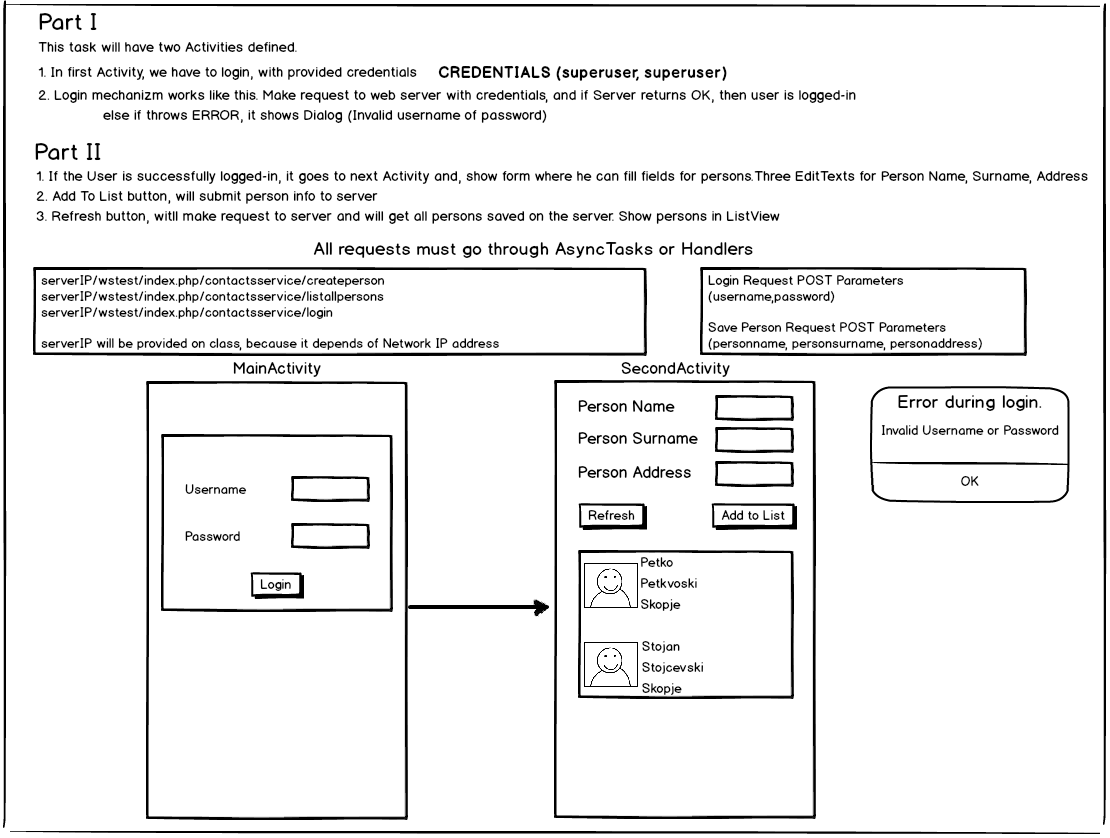 Part I
This task will have two Activities defined.
1. In first Activity, we have to login, with provided credentials CREDENTIALS (superuser, superuser)
2. Login mechanizm works like this. Make request to web server with credentials, and if Server returns OK, then user is logged-in
else if throws ERROR, it shows Dialog (Invalid username of password)
Part II
1. If the User is successfully logged-in, it goes to next Activity and, show form where he can fill fields for persons.Three EditTexts for Person Name, Surname, Address
2. Add To List button, will submit person info to server
3. Refresh button, witll make request to server and will get all persons saved on the server. Show persons in ListView
All requests must go through AsyncTasks or Handlers
serverIP/wstest/index.php/contactsservice/createperson
serverIP/wstest/index.php/contactsservice/listallpersons
serverIP/wstest/index.php/contactsservice/login
serverIP will be provided on class, because it depends of Network IP address
Login Request POST Parameters
(username,password)
Save Person Request POST Parameters
(personname, personsurname, personaddress)
MainActivity
Username
Password
Login
SecondActivity
Person Name
Person Surname
Person Address
Refresh
Add to List
Petko
Petkvoski
Skopje
Stojan
Stojcevski
Skopje
Error during login.
Invalid Username or Password
OK